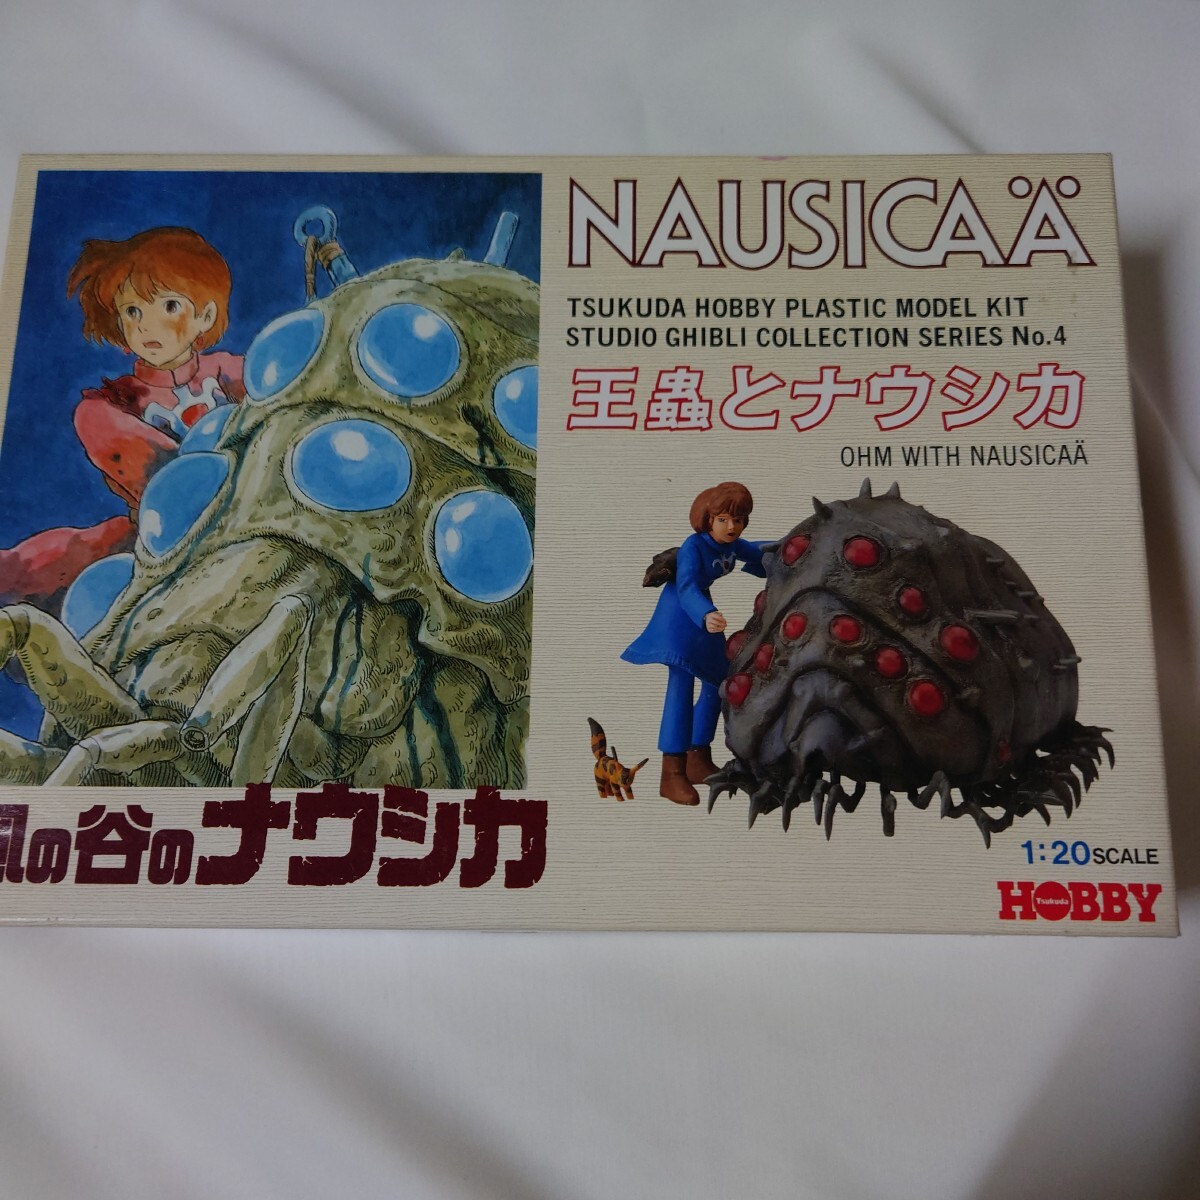 NAUSICAÄ
TSUKUDA HOBBY PLASTIC MODEL KIT
STUDIO GHIBLI COLLECTION SERIES No.4
王蟲とナウシカ
OHM WITH NAUSICAÄ
風の谷のナウシカ
1:20 SCALE
HOBBY
Tsukuda